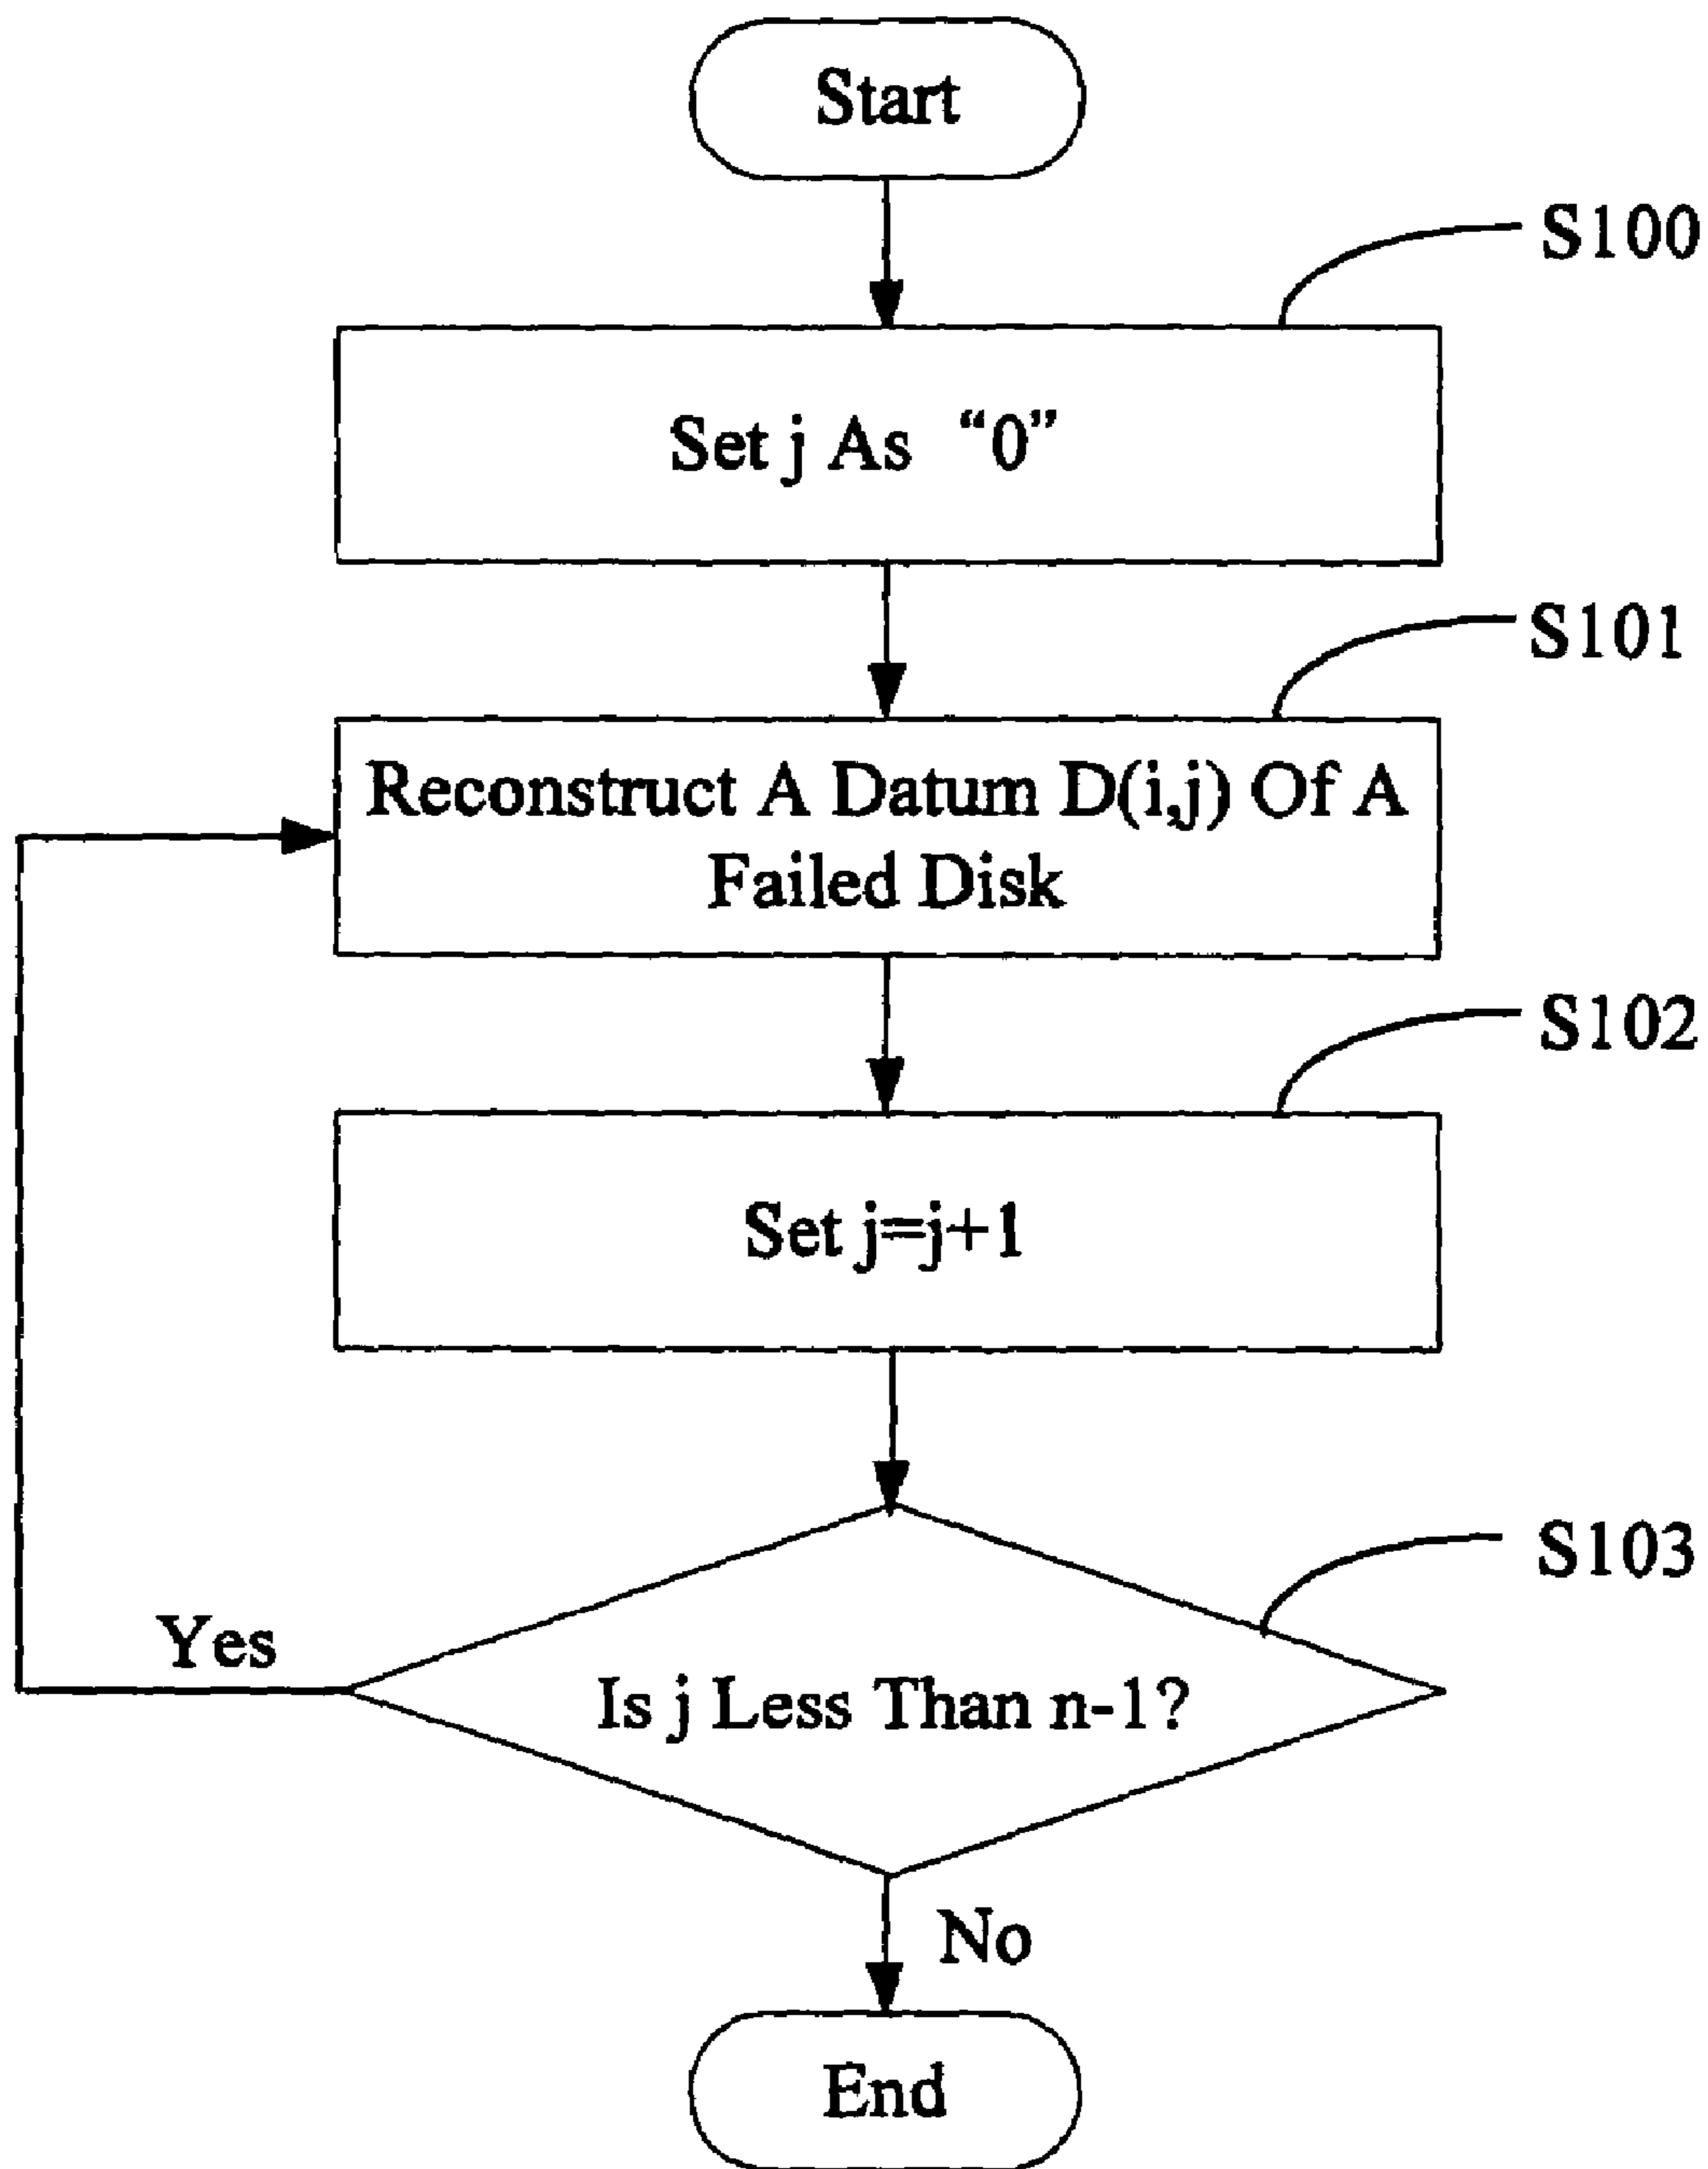 Start
S100
Set j As “0”
S101
Reconstruct A Datum D(i,j) Of A
Failed Disk
S102
Set j=j+1
S103
Yes
Is j Less Than n-1?
No
End